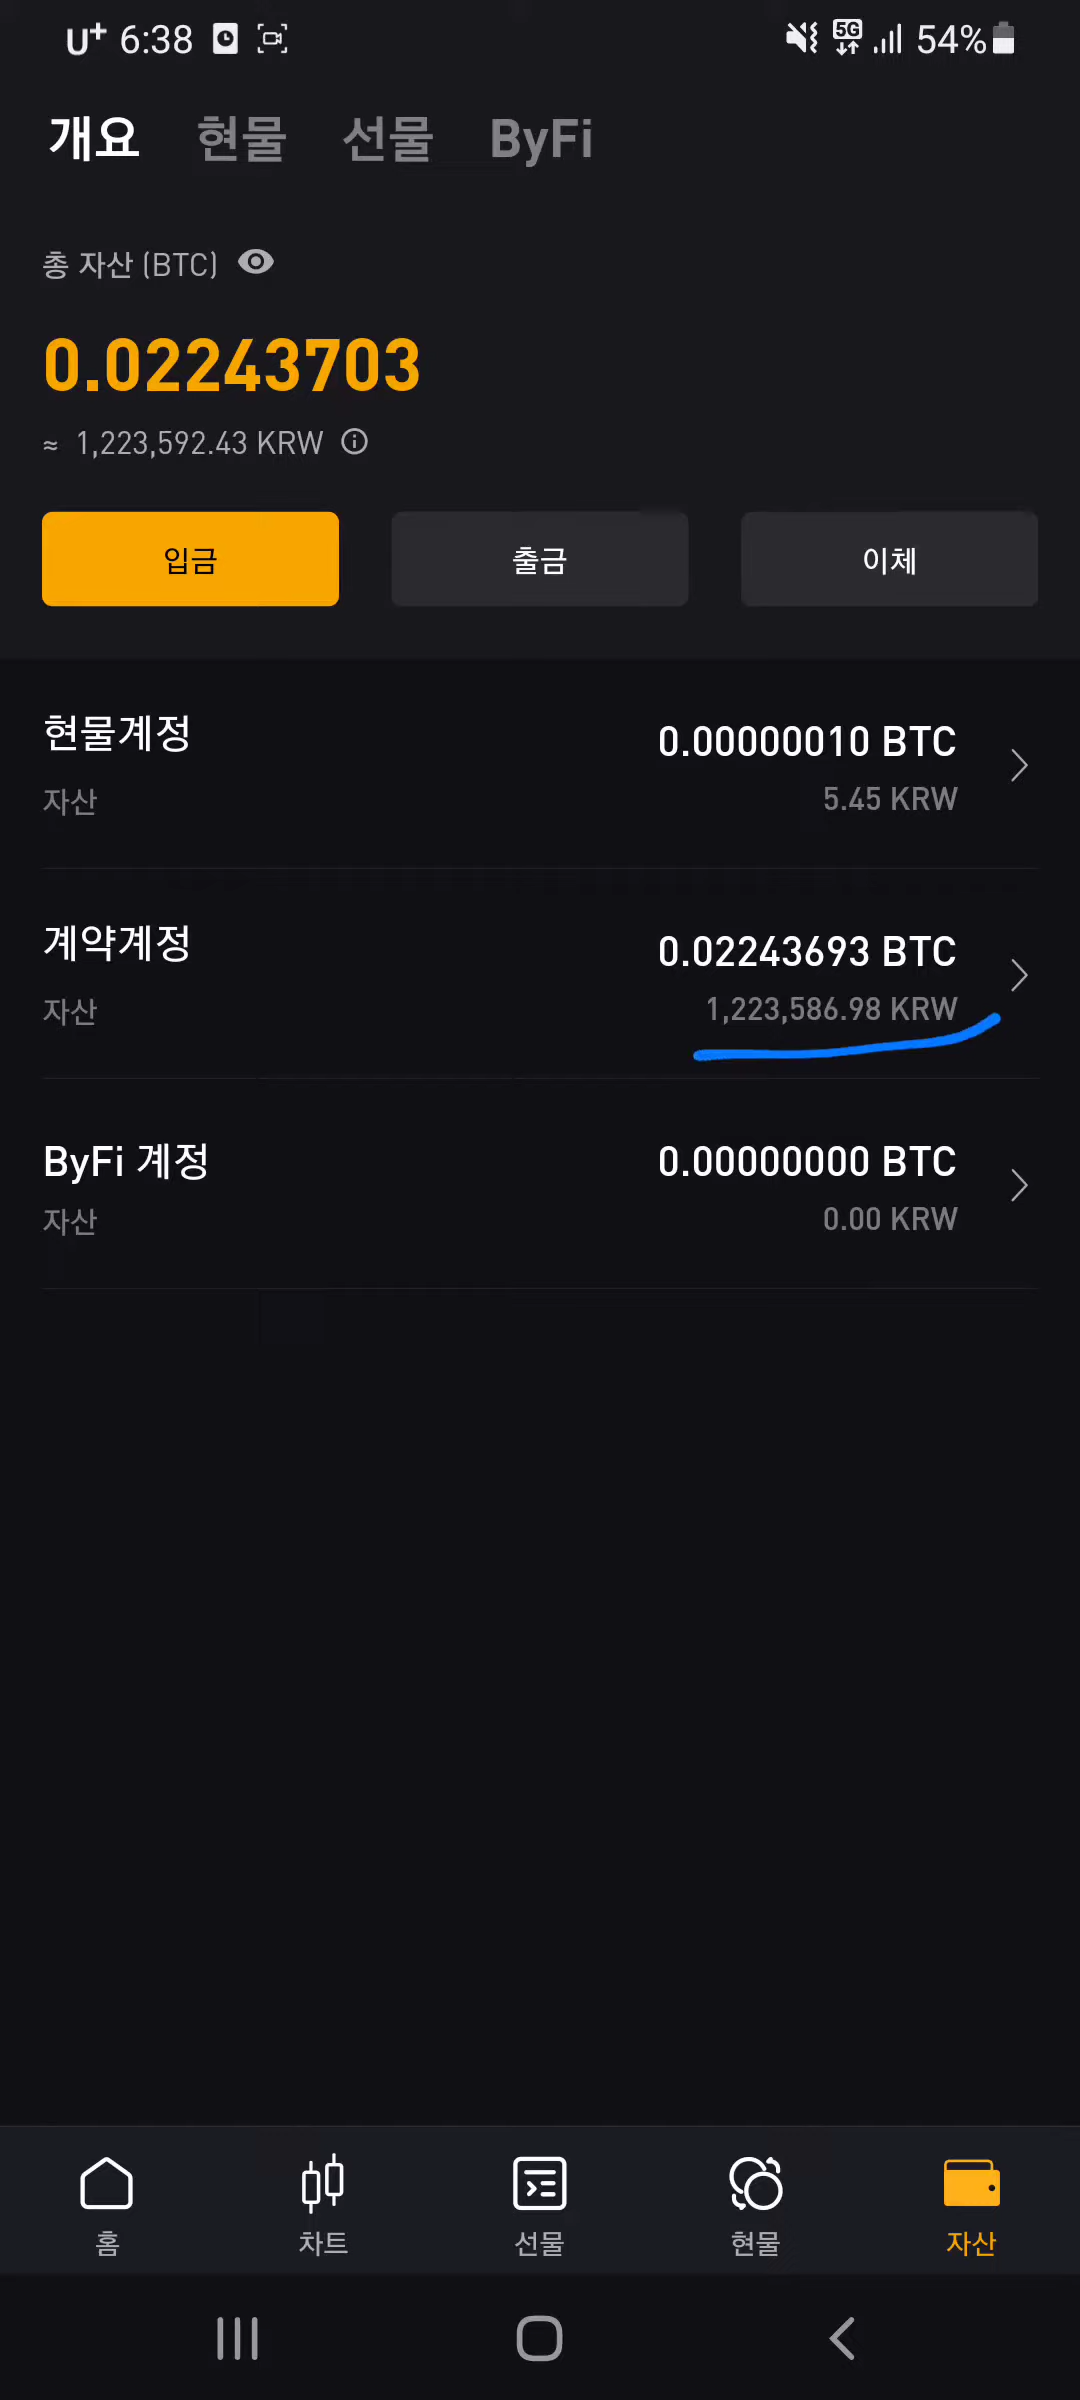 U⁺ 6:38 5G 54%
개요 현물 선물 ByFi
총 자산 (BTC)
0.02243703
≈ 1,223,592.43 KRW
입금 출금 이체
현물계정 0.00000010 BTC
자산 5.45 KRW
계약계정 0.02243693 BTC
자산 1,223,586.98 KRW
ByFi 계정 0.00000000 BTC
자산 0.00 KRW
홈 차트 선물 현물 자산